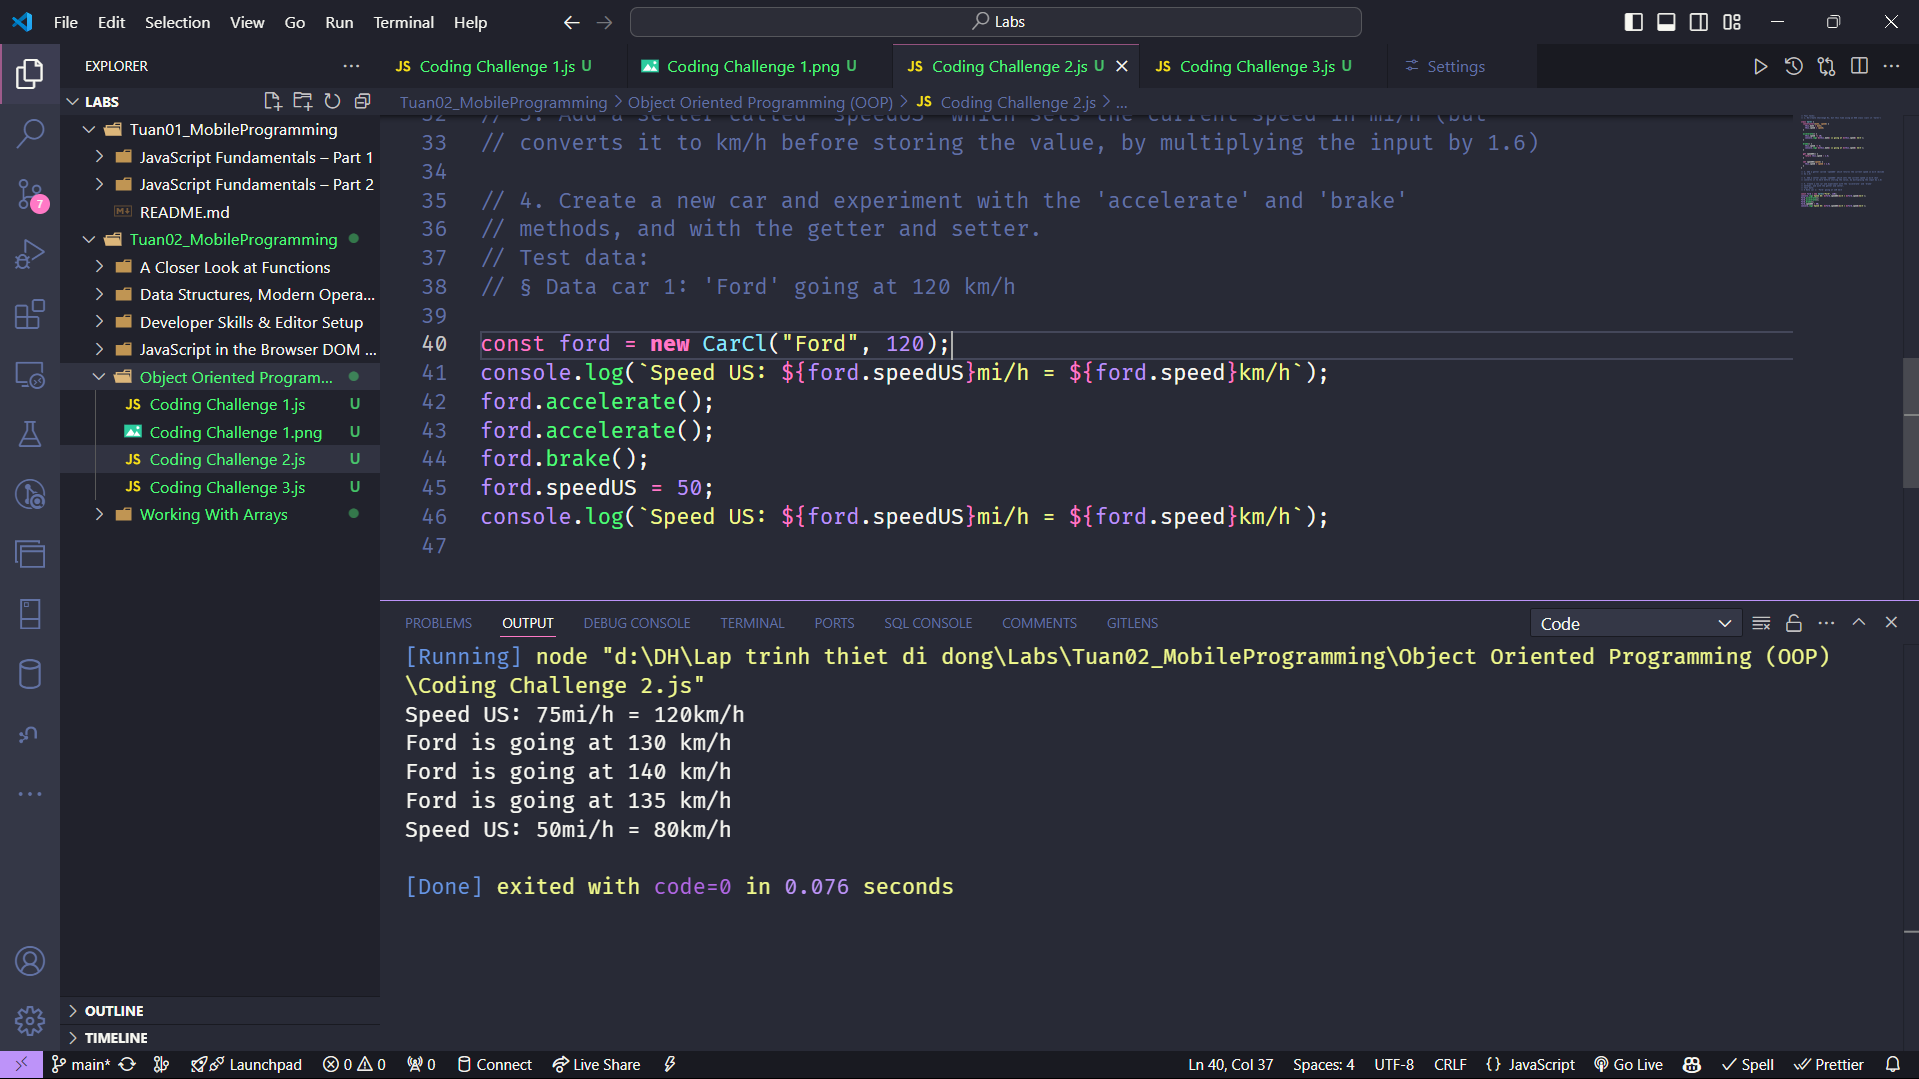 File Edit Selection View Go Run Terminal Help
Labs
EXPLORER
LABS
Tuan01_MobileProgramming
JavaScript Fundamentals – Part 1
JavaScript Fundamentals – Part 2
README.md
Tuan02_MobileProgramming
A Closer Look at Functions
Data Structures, Modern Opera...
Developer Skills & Editor Setup
JavaScript in the Browser DOM ...
Object Oriented Program...
JS Coding Challenge 1.js U
Coding Challenge 1.png U
JS Coding Challenge 2.js U
JS Coding Challenge 3.js U
Working With Arrays
OUTLINE
TIMELINE
JS Coding Challenge 1.js U
Coding Challenge 1.png U
JS Coding Challenge 2.js U
JS Coding Challenge 3.js U
Settings
Tuan02_MobileProgramming > Object Oriented Programming (OOP) > JS Coding Challenge 2.js > ...
32 // 3. Add a setter called 'speedUS' which sets the current speed in mi/h (but
33 // converts it to km/h before storing the value, by multiplying the input by 1.6)
34
35 // 4. Create a new car and experiment with the 'accelerate' and 'brake'
36 // methods, and with the getter and setter.
37 // Test data:
38 // § Data car 1: 'Ford' going at 120 km/h
39
40 const ford = new CarCl("Ford", 120);
41 console.log(`Speed US: ${ford.speedUS}mi/h = ${ford.speed}km/h`);
42 ford.accelerate();
43 ford.accelerate();
44 ford.brake();
45 ford.speedUS = 50;
46 console.log(`Speed US: ${ford.speedUS}mi/h = ${ford.speed}km/h`);
47
PROBLEMS OUTPUT DEBUG CONSOLE TERMINAL PORTS SQL CONSOLE COMMENTS GITLENS
Code
[Running] node "d:\DH\Lap trinh thiet di dong\Labs\Tuan02_MobileProgramming\Object Oriented Programming (OOP)
\Coding Challenge 2.js"
Speed US: 75mi/h = 120km/h
Ford is going at 130 km/h
Ford is going at 140 km/h
Ford is going at 135 km/h
Speed US: 50mi/h = 80km/h
[Done] exited with code=0 in 0.076 seconds
7
main* Launchpad 0 0 0 Connect Live Share
Ln 40, Col 37 Spaces: 4 UTF-8 CRLF {} JavaScript Go Live Spell Prettier